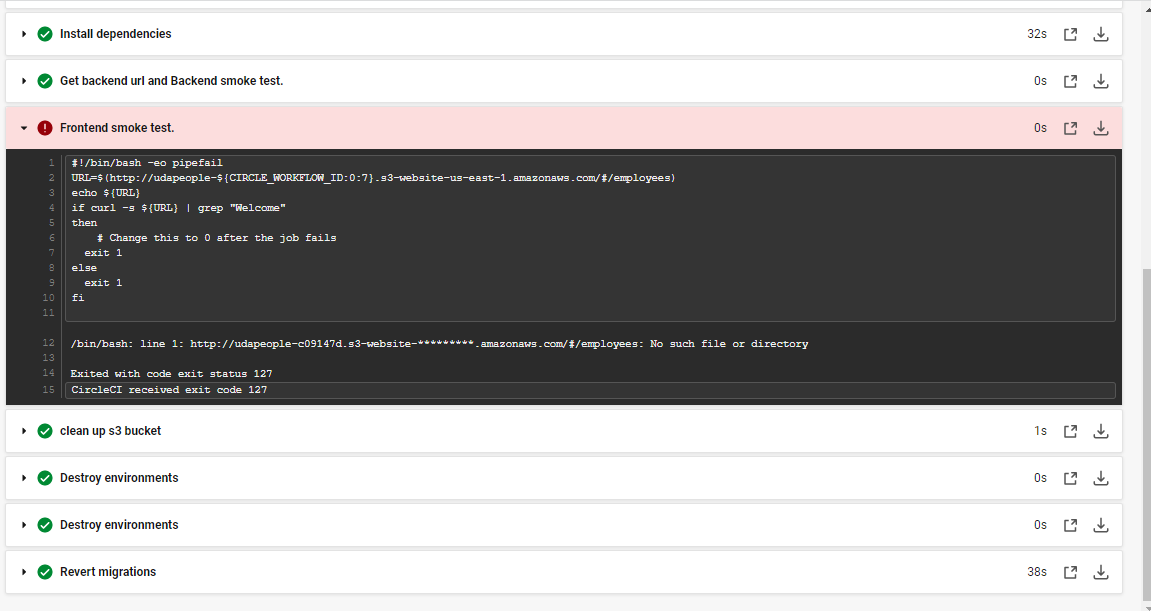 Install dependencies 32s
Get backend url and Backend smoke test. 0s
Frontend smoke test. 0s
1 #!/bin/bash -eo pipefail
2 URL=$(http://udapeople-${CIRCLE_WORKFLOW_ID:0:7}.s3-website-us-east-1.amazonaws.com/#/employees)
3 echo ${URL}
4 if curl -s ${URL} | grep "Welcome"
5 then
6     # Change this to 0 after the job fails
7   exit 1
8 else
9   exit 1
10 fi
11
12 /bin/bash: line 1: http://udapeople-c09147d.s3-website-*********.amazonaws.com/#/employees: No such file or directory
13
14 Exited with code exit status 127
15 CircleCI received exit code 127
clean up s3 bucket 1s
Destroy environments 0s
Destroy environments 0s
Revert migrations 38s